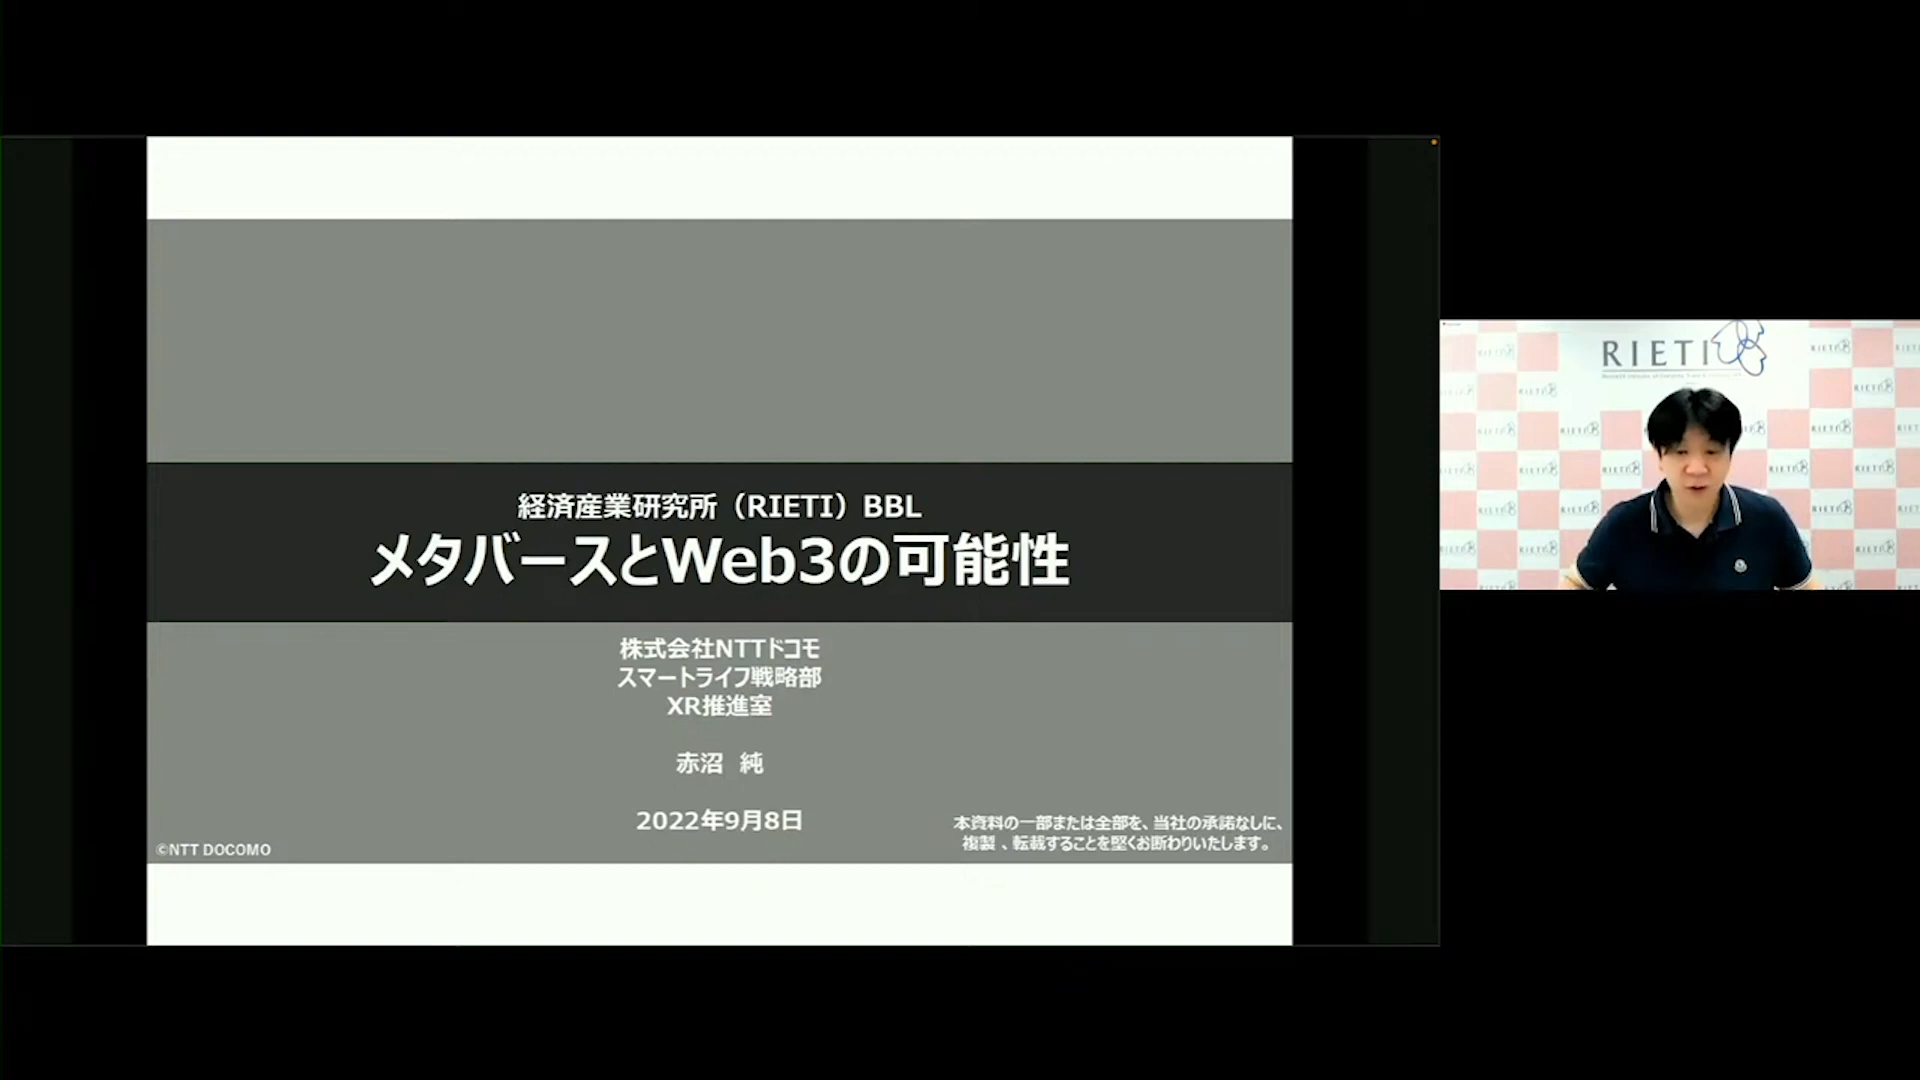 経済産業研究所（RIETI）BBL
メタバースとWeb3の可能性
株式会社NTTドコモ
スマートライフ戦略部
XR推進室
赤沼 純
2022年9月8日
本資料の一部または全部を、当社の承諾なしに、
複製 、転載することを堅くお断わりいたします。
©NTT DOCOMO
RIETI